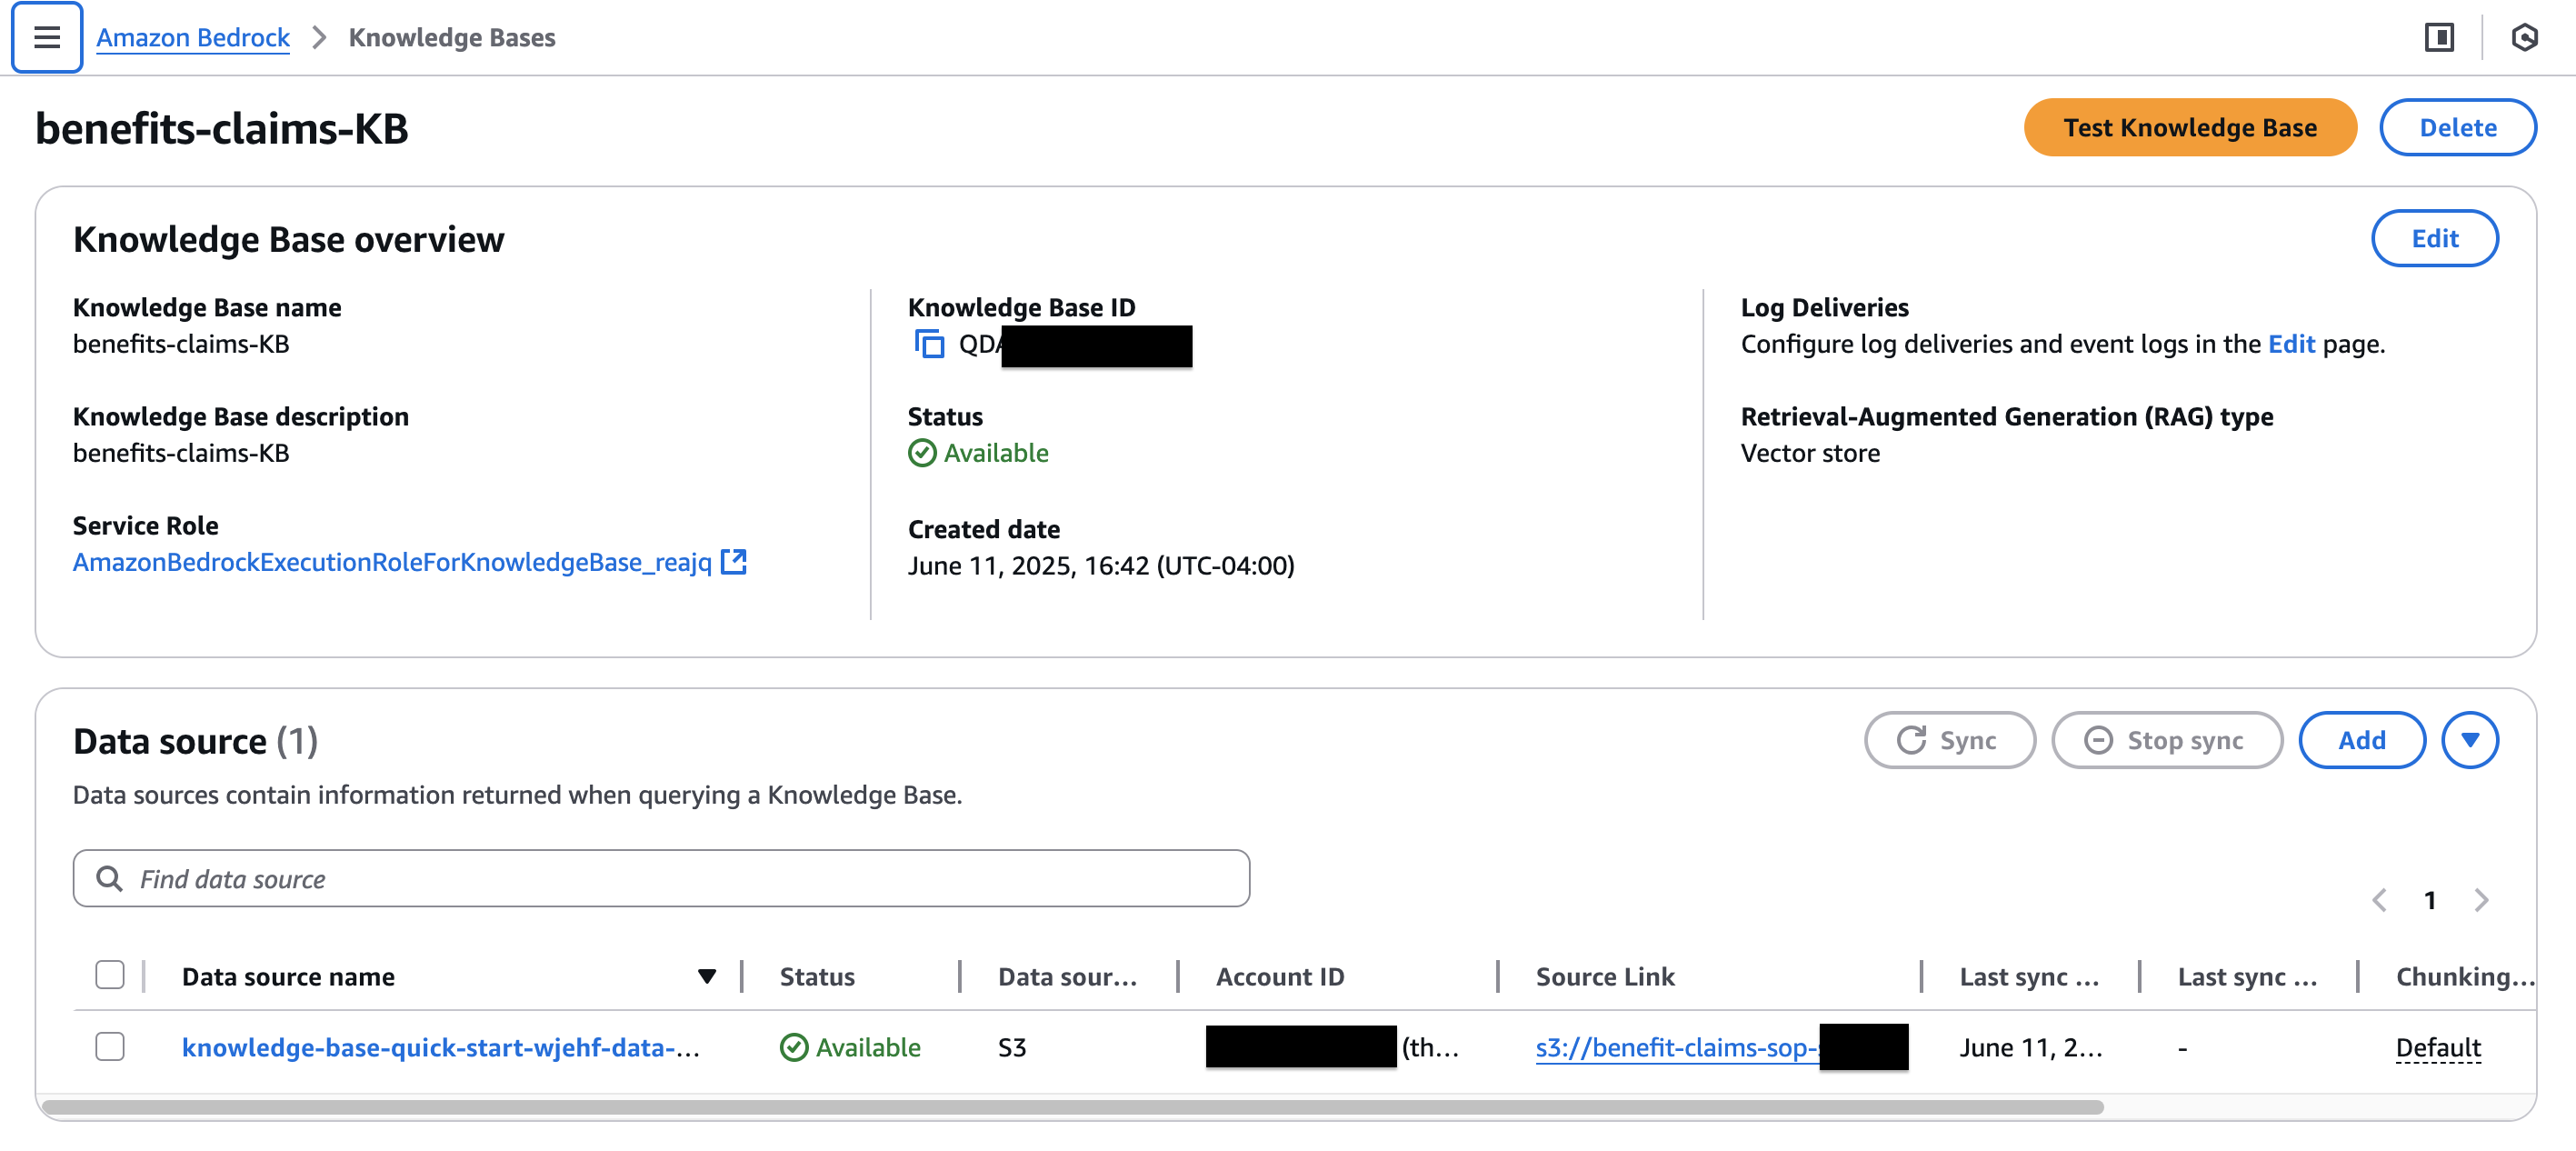 Amazon Bedrock > Knowledge Bases
benefits-claims-KB
Test Knowledge Base
Delete
Knowledge Base overview
Edit
Knowledge Base name
benefits-claims-KB
Knowledge Base description
benefits-claims-KB
Service Role
AmazonBedrockExecutionRoleForKnowledgeBase_reajq
Knowledge Base ID
QDA
Status
Available
Created date
June 11, 2025, 16:42 (UTC-04:00)
Log Deliveries
Configure log deliveries and event logs in the Edit page.
Retrieval-Augmented Generation (RAG) type
Vector store
Data source (1)
Sync
Stop sync
Add
Data sources contain information returned when querying a Knowledge Base.
Find data source
1
Data source name Status Data sour... Account ID Source Link Last sync ... Last sync ... Chunking...
knowledge-base-quick-start-wjehf-data-... Available S3 (th... s3://benefit-claims-sop- June 11, 2... - Default